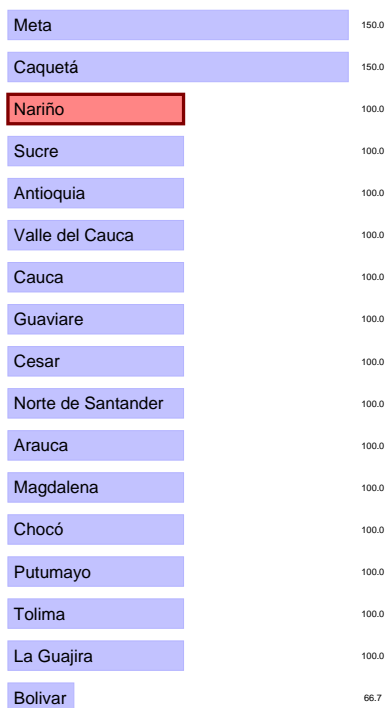 Meta 150.0
Caquetá 150.0
Nariño 100.0
Sucre 100.0
Antioquia 100.0
Valle del Cauca 100.0
Cauca 100.0
Guaviare 100.0
Cesar 100.0
Norte de Santander 100.0
Arauca 100.0
Magdalena 100.0
Chocó 100.0
Putumayo 100.0
Tolima 100.0
La Guajira 100.0
Bolivar 66.7